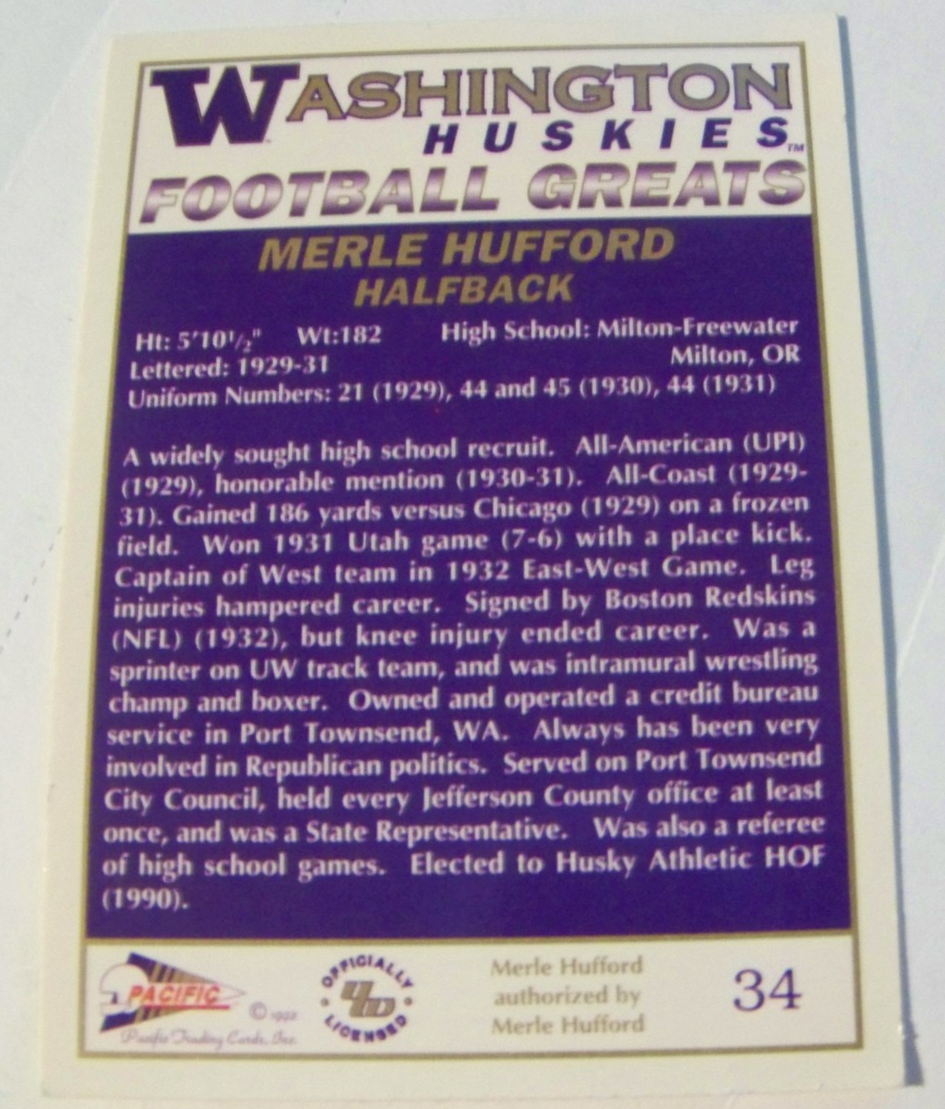 WASHINGTON
HUSKIES™
FOOTBALL GREATS
MERLE HUFFORD
HALFBACK
Ht: 5'10½" Wt:182 High School: Milton-Freewater
Lettered: 1929-31 Milton, OR
Uniform Numbers: 21 (1929), 44 and 45 (1930), 44 (1931)
A widely sought high school recruit. All-American (UPI)
(1929), honorable mention (1930-31). All-Coast (1929-
31). Gained 186 yards versus Chicago (1929) on a frozen
field. Won 1931 Utah game (7-6) with a place kick.
Captain of West team in 1932 East-West Game. Leg
injuries hampered career. Signed by Boston Redskins
(NFL) (1932), but knee injury ended career. Was a
sprinter on UW track team, and was intramural wrestling
champ and boxer. Owned and operated a credit bureau
service in Port Townsend, WA. Always has been very
involved in Republican politics. Served on Port Townsend
City Council, held every Jefferson County office at least
once, and was a State Representative. Was also a referee
of high school games. Elected to Husky Athletic HOF
(1990).
PACIFIC
© 1992
Pacific Trading Cards, Inc.
OFFICIALLY
UW
LICENSED
Merle Hufford
authorized by
Merle Hufford
34